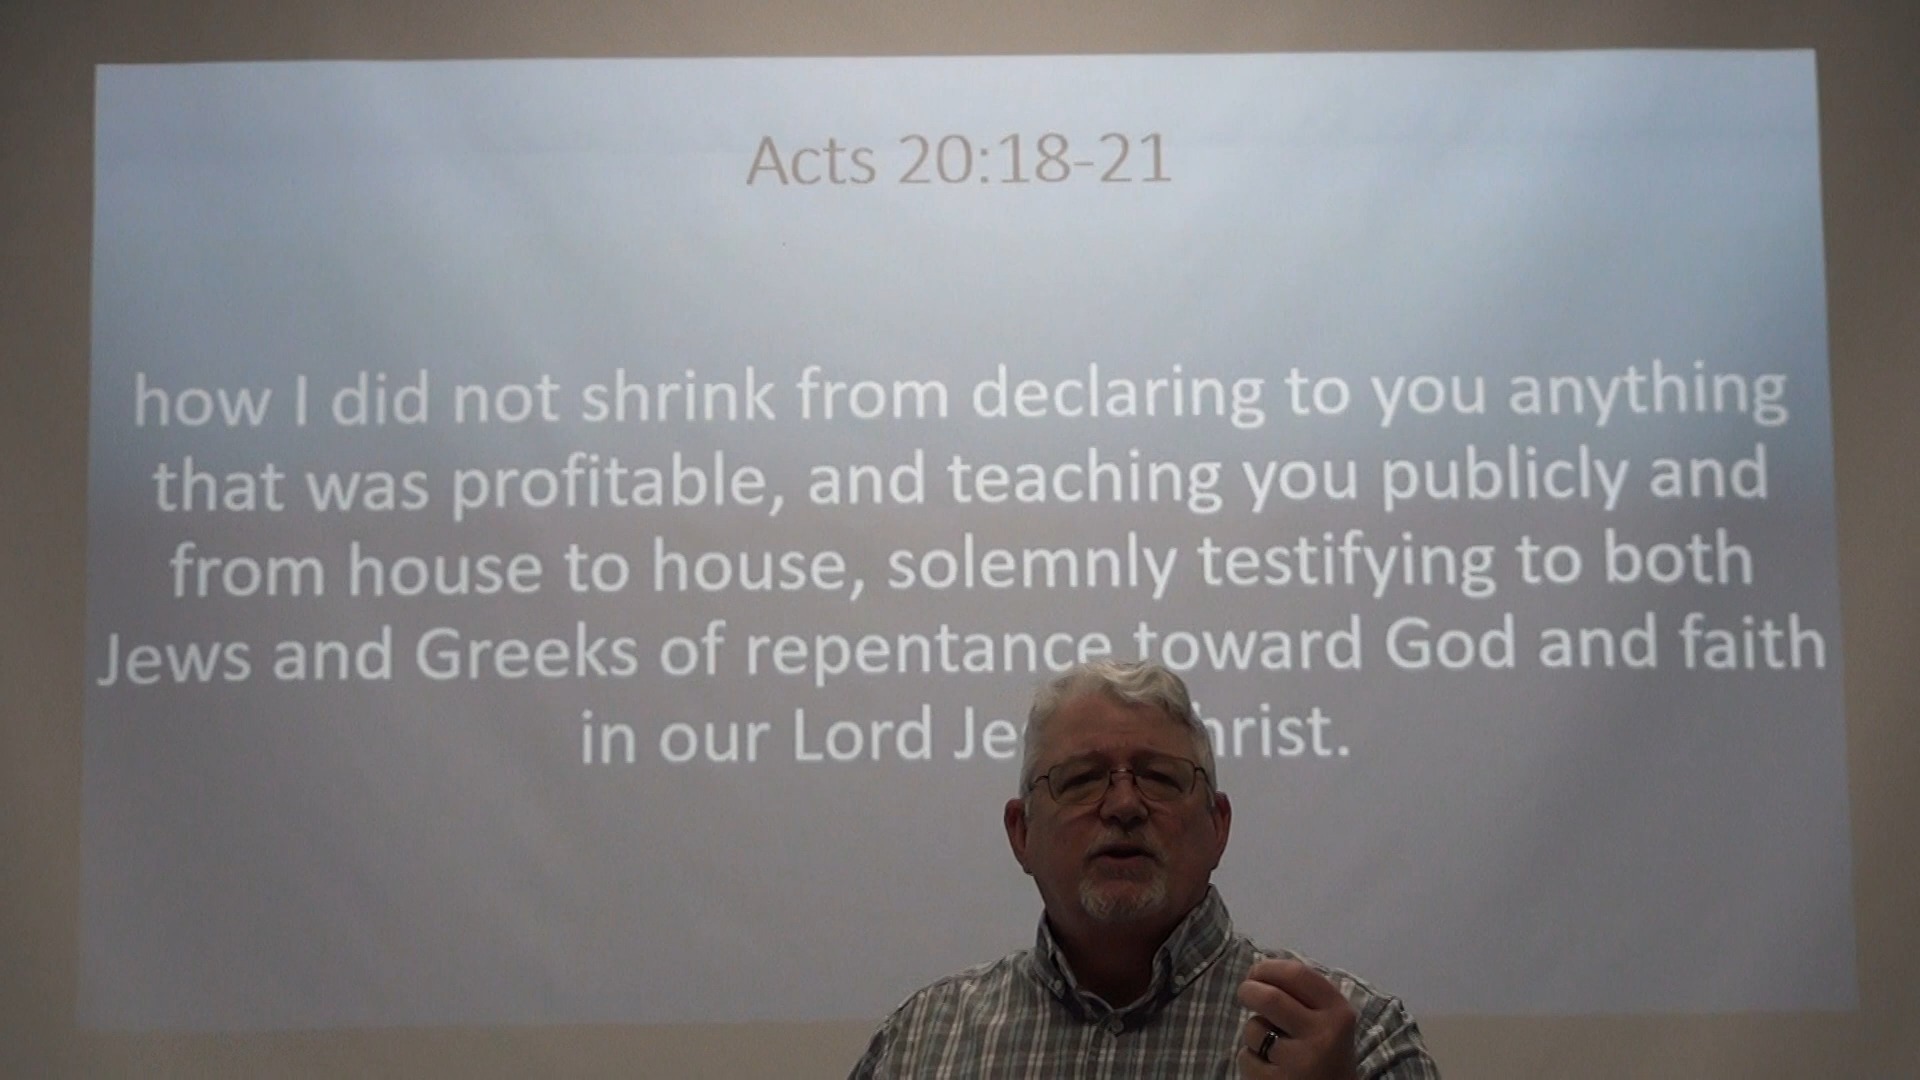 Acts 20:18-21
how I did not shrink from declaring to you anything
that was profitable, and teaching you publicly and
from house to house, solemnly testifying to both
Jews and Greeks of repentance toward God and faith
in our Lord Je hrist.